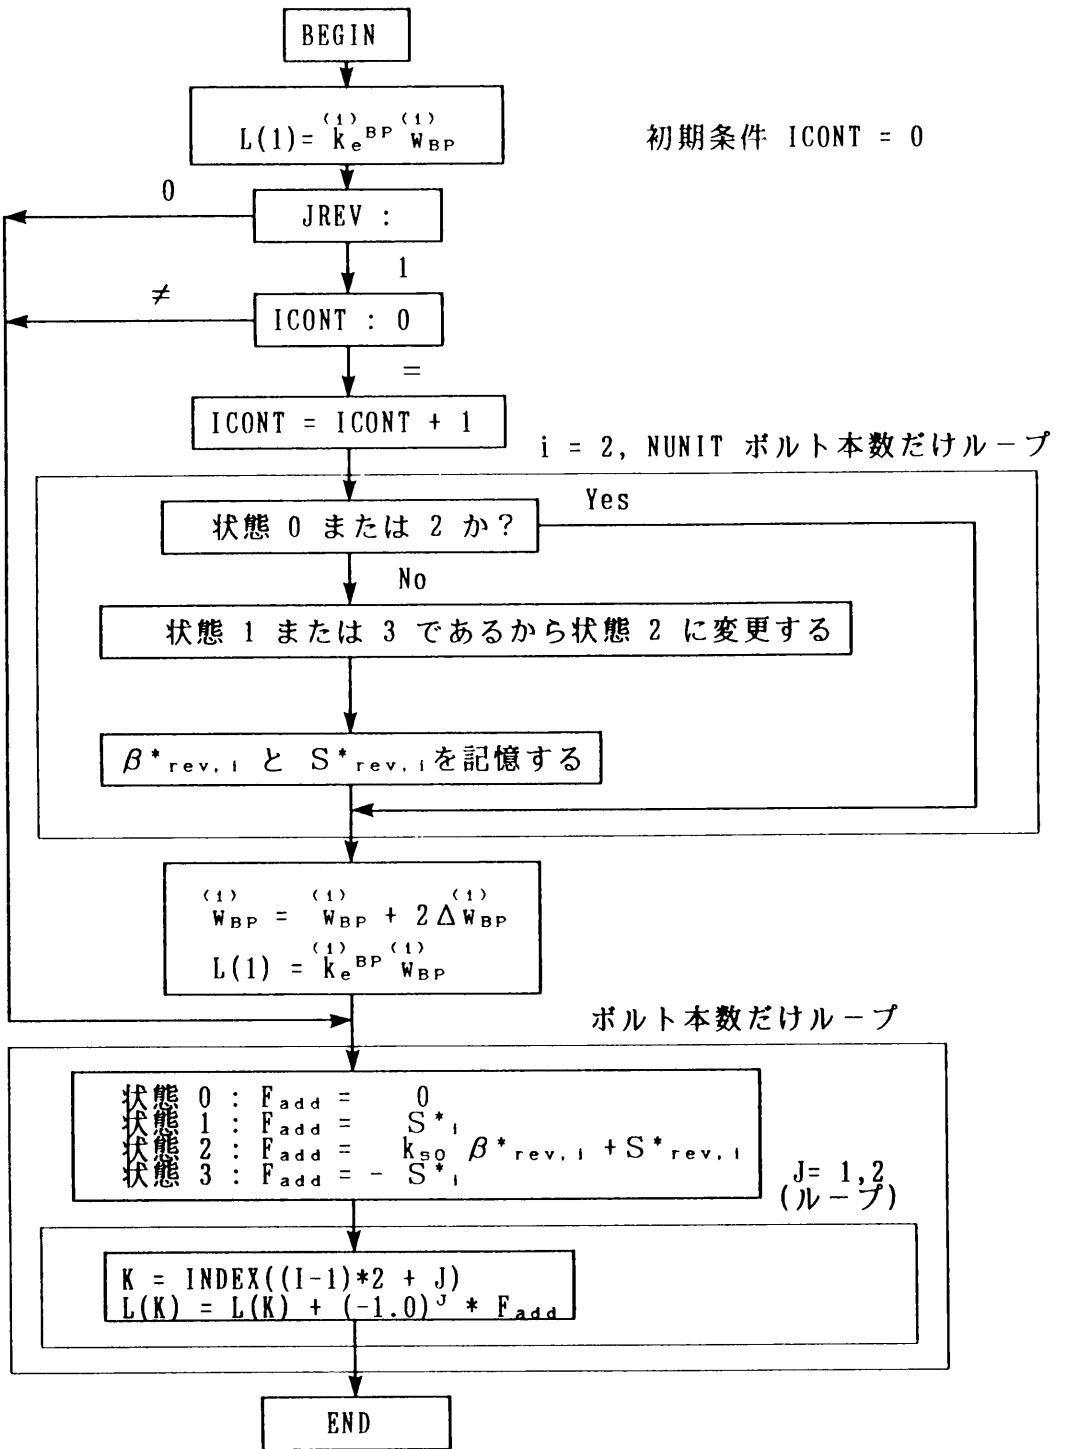 BEGIN
L(1)= k_e^(1)BP w_BP^(1)
初期条件 ICONT = 0
0
JREV :
1
≠
ICONT : 0
=
ICONT = ICONT + 1
i = 2, NUNIT ボルト本数だけループ
状態 0 または 2 か?
Yes
No
状態 1 または 3 であるから状態 2 に変更する
β*rev,i と S*rev,iを記憶する
w_BP^(1) = w_BP^(1) + 2Δw_BP^(1)
L(1) = k_e^(1)BP w_BP^(1)
ボルト本数だけループ
状態 0 : Fadd = 0
状態 1 : Fadd = S*i
状態 2 : Fadd = ks0 β*rev,i + S*rev,i
状態 3 : Fadd = - S*i
J= 1,2
(ループ)
K = INDEX((I-1)*2 + J)
L(K) = L(K) + (-1.0)^J * Fadd
END